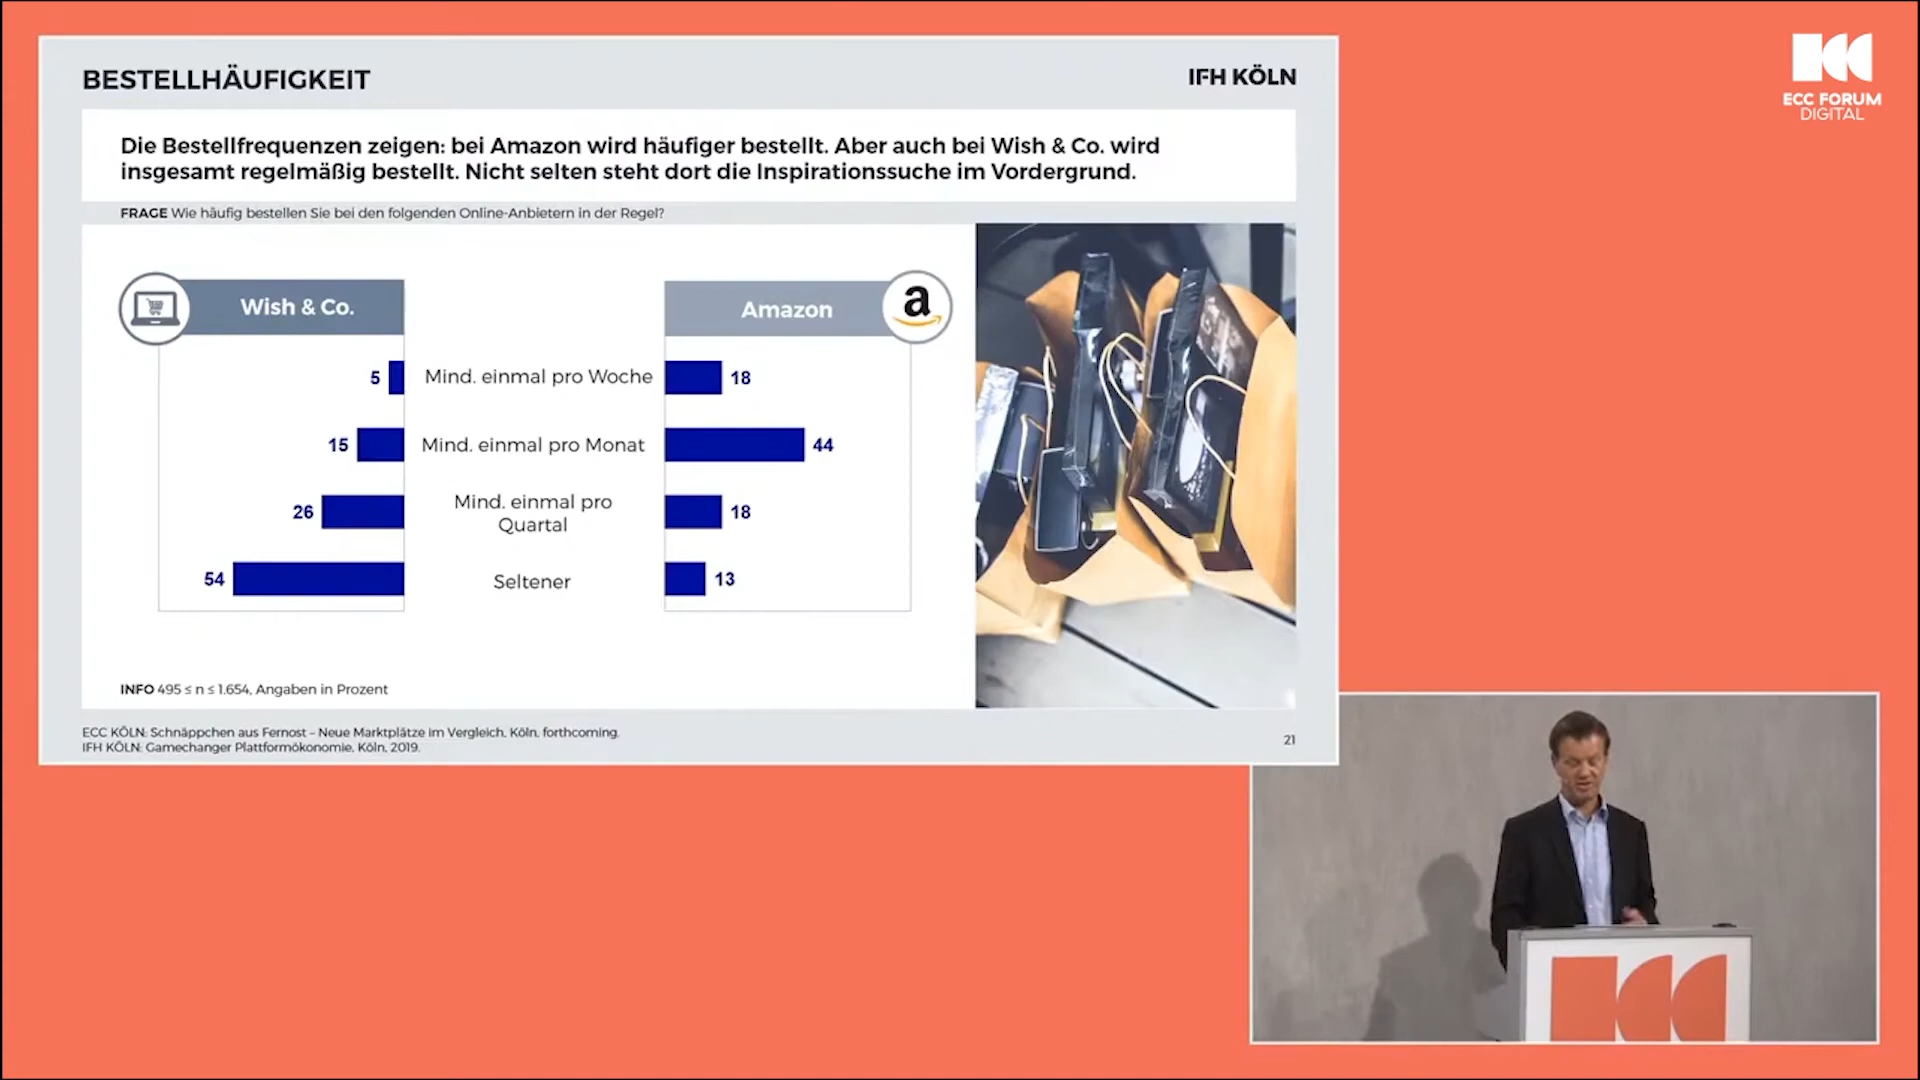 BESTELLHÄUFIGKEIT
IFH KÖLN
ECC FORUM
DIGITAL
Die Bestellfrequenzen zeigen: bei Amazon wird häufiger bestellt. Aber auch bei Wish & Co. wird
insgesamt regelmäßig bestellt. Nicht selten steht dort die Inspirationssuche im Vordergrund.
FRAGE Wie häufig bestellen Sie bei den folgenden Online-Anbietern in der Regel?
Wish & Co.
Amazon
a
5 Mind. einmal pro Woche 18
15 Mind. einmal pro Monat 44
26 Mind. einmal pro
Quartal 18
54 Seltener 13
INFO 495 ≤ n ≤ 1.654, Angaben in Prozent
ECC KÖLN: Schnäppchen aus Fernost – Neue Marktplätze im Vergleich, Köln, forthcoming.
IFH KÖLN: Gamechanger Plattformökonomie, Köln, 2019.
21